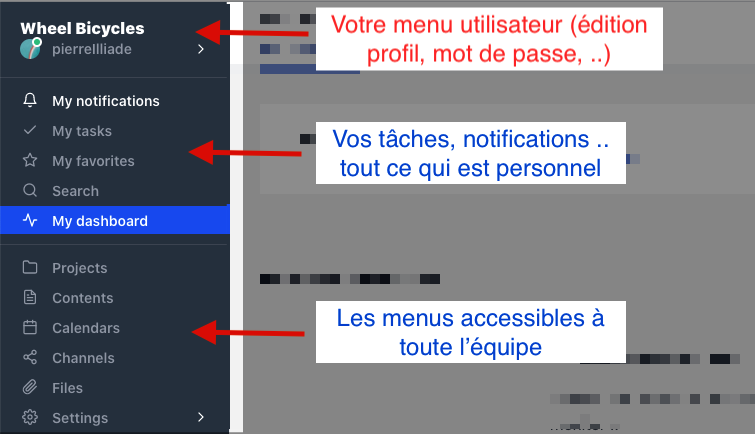 Wheel Bicycles
pierrellliade
My notifications
My tasks
My favorites
Search
My dashboard
Projects
Contents
Calendars
Channels
Files
Settings
Votre menu utilisateur (édition
profil, mot de passe, ..)
Vos tâches, notifications ..
tout ce qui est personnel
Les menus accessibles à
toute l’équipe